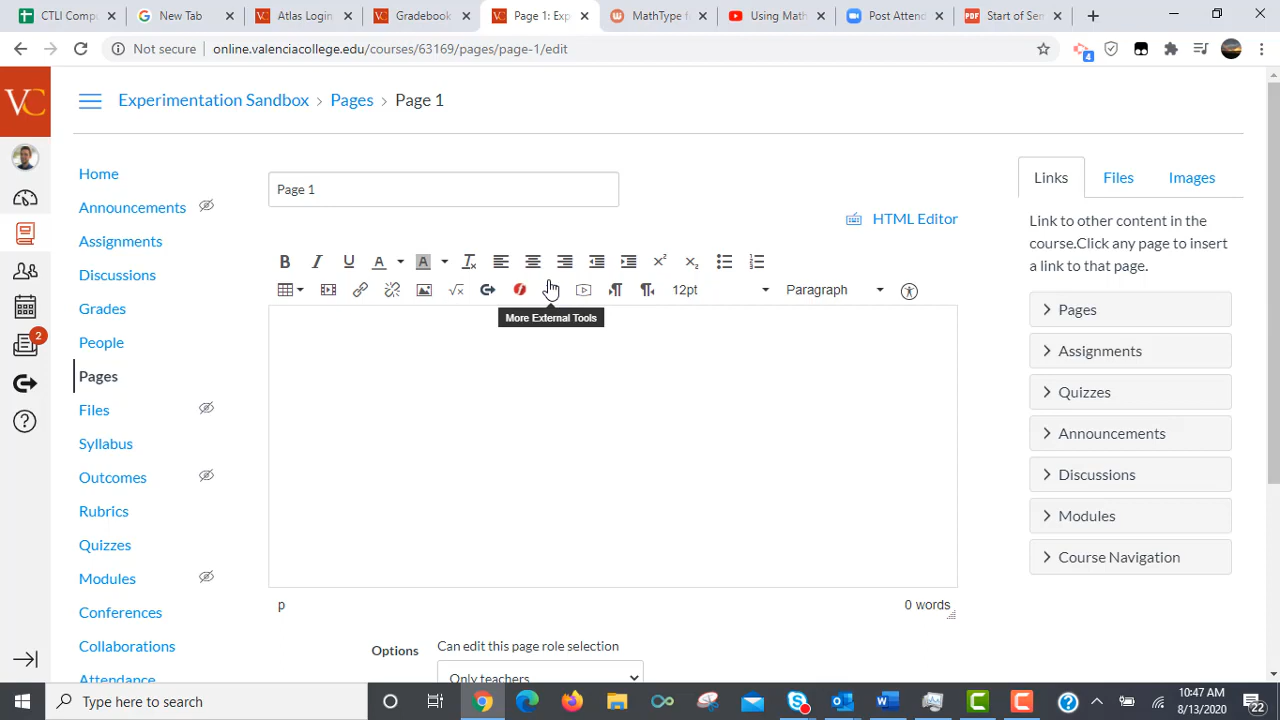 CTLI Comp
New Tab
Atlas Login
Gradebook
Page 1: Exp
MathType f
Using Math
Post Attend
PDF
Start of Sem
Not secure
online.valenciacollege.edu/courses/63169/pages/page-1/edit
4
VC
Experimentation Sandbox > Pages > Page 1
Home
Announcements
Assignments
Discussions
Grades
People
Pages
Files
Syllabus
Outcomes
Rubrics
Quizzes
Modules
Conferences
Collaborations
Attendance
2
Page 1
HTML Editor
12pt
Paragraph
More External Tools
p
0 words
Options
Can edit this page role selection
Only teachers
Links
Files
Images
Link to other content in the
course.Click any page to insert
a link to that page.
Pages
Assignments
Quizzes
Announcements
Discussions
Modules
Course Navigation
Type here to search
10:47 AM
8/13/2020
22